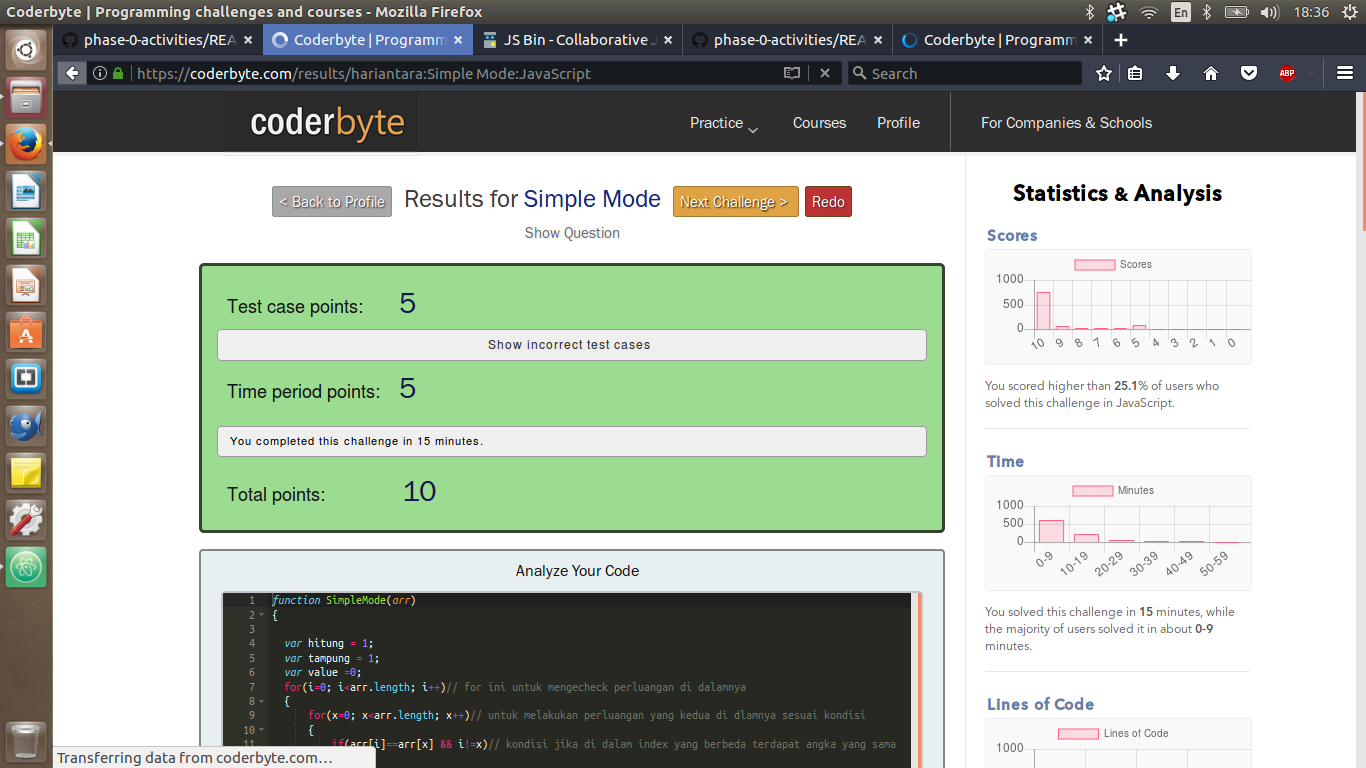 Coderbyte | Programming challenges and courses - Mozilla Firefox
En
18:36
phase-0-activities/REA
Coderbyte | Programm
JS Bin - Collaborative J
phase-0-activities/REA
Coderbyte | Programm
https://coderbyte.com/results/hariantara:Simple Mode:JavaScript
Search
ABP
coderbyte
Practice
Courses
Profile
For Companies & Schools
< Back to Profile
Results for Simple Mode
Next Challenge >
Redo
Show Question
Test case points: 5
Show incorrect test cases
Time period points: 5
You completed this challenge in 15 minutes.
Total points: 10
Analyze Your Code
1 function SimpleMode(arr)
2 {
3
4 var hitung = 1;
5 var tampung = 1;
6 var value =0;
7 for(i=0; i<arr.length; i++)// for ini untuk mengecheck perluangan di dalamnya
8 {
9 for(x=0; x<arr.length; x++)// untuk melakukan perluangan yang kedua di dlamnya sesuai kondisi
10 {
11 if(arr[i]==arr[x] && i!=x)// kondisi jika di dalam index yang berbeda terdapat angka yang sama
Statistics & Analysis
Scores
Scores
1000
500
0
10 9 8 7 6 5 4 3 2 1 0
You scored higher than 25.1% of users who
solved this challenge in JavaScript.
Time
Minutes
1000
500
0
0-9 10-19 20-29 30-39 40-49 50-59
You solved this challenge in 15 minutes, while
the majority of users solved it in about 0-9
minutes.
Lines of Code
Lines of Code
1000
Transferring data from coderbyte.com…